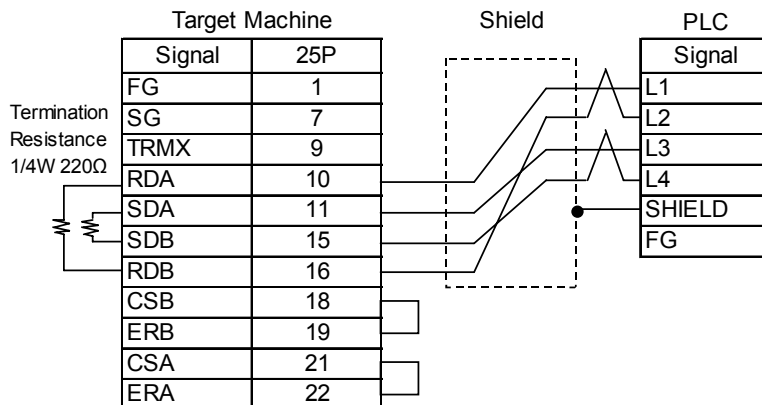 Target Machine Shield PLC
Signal 25P Signal
FG 1 L1
SG 7 L2
TRMX 9 L3
RDA 10 L4
SDA 11 SHIELD
SDB 15 FG
RDB 16
CSB 18
ERB 19
CSA 21
ERA 22
Termination
Resistance
1/4W 220Ω